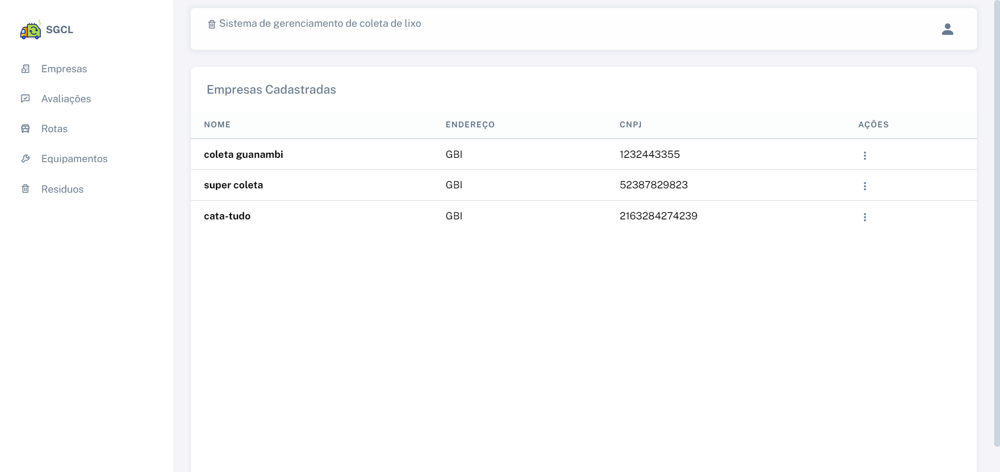 SGCL
Empresas
Avaliações
Rotas
Equipamentos
Residuos
Sistema de gerenciamento de coleta de lixo
Empresas Cadastradas
NOME ENDEREÇO CNPJ AÇÕES
coleta guanambi GBI 1232443355
super coleta GBI 52387829823
cata-tudo GBI 2163284274239